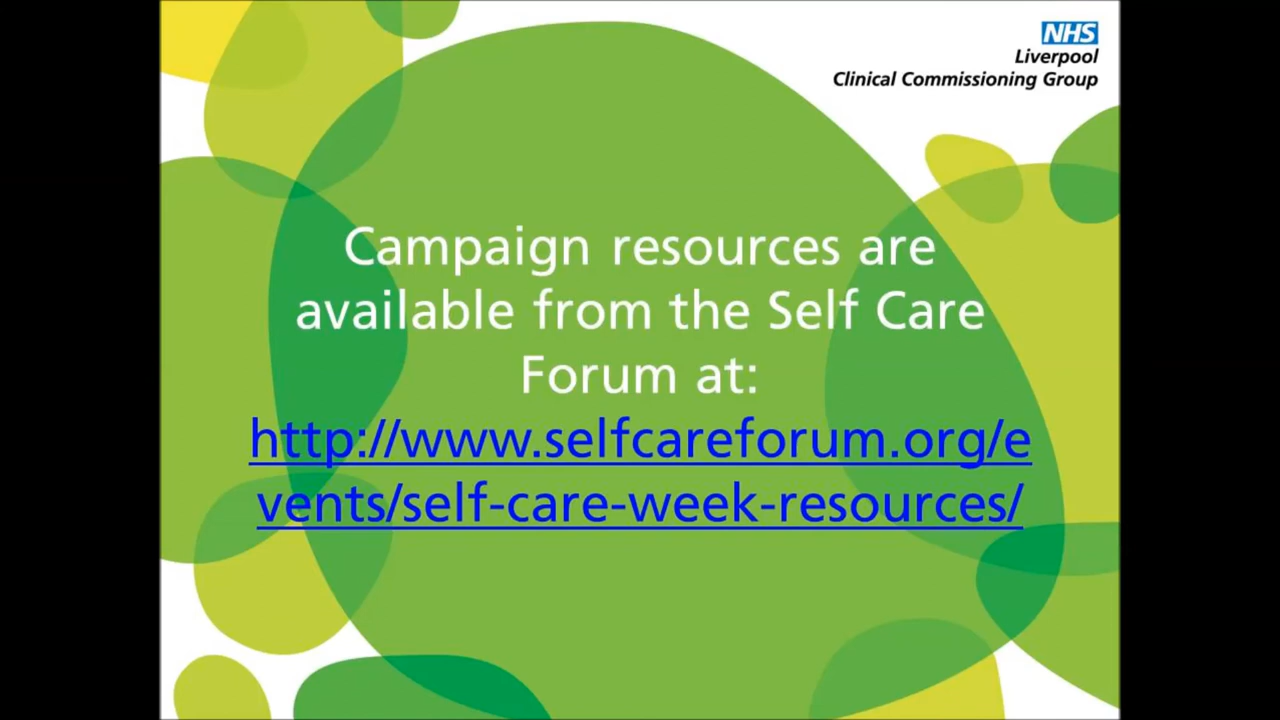 NHS
Liverpool
Clinical Commissioning Group
Campaign resources are
available from the Self Care
Forum at:
http://www.selfcareforum.org/e
vents/self-care-week-resources/